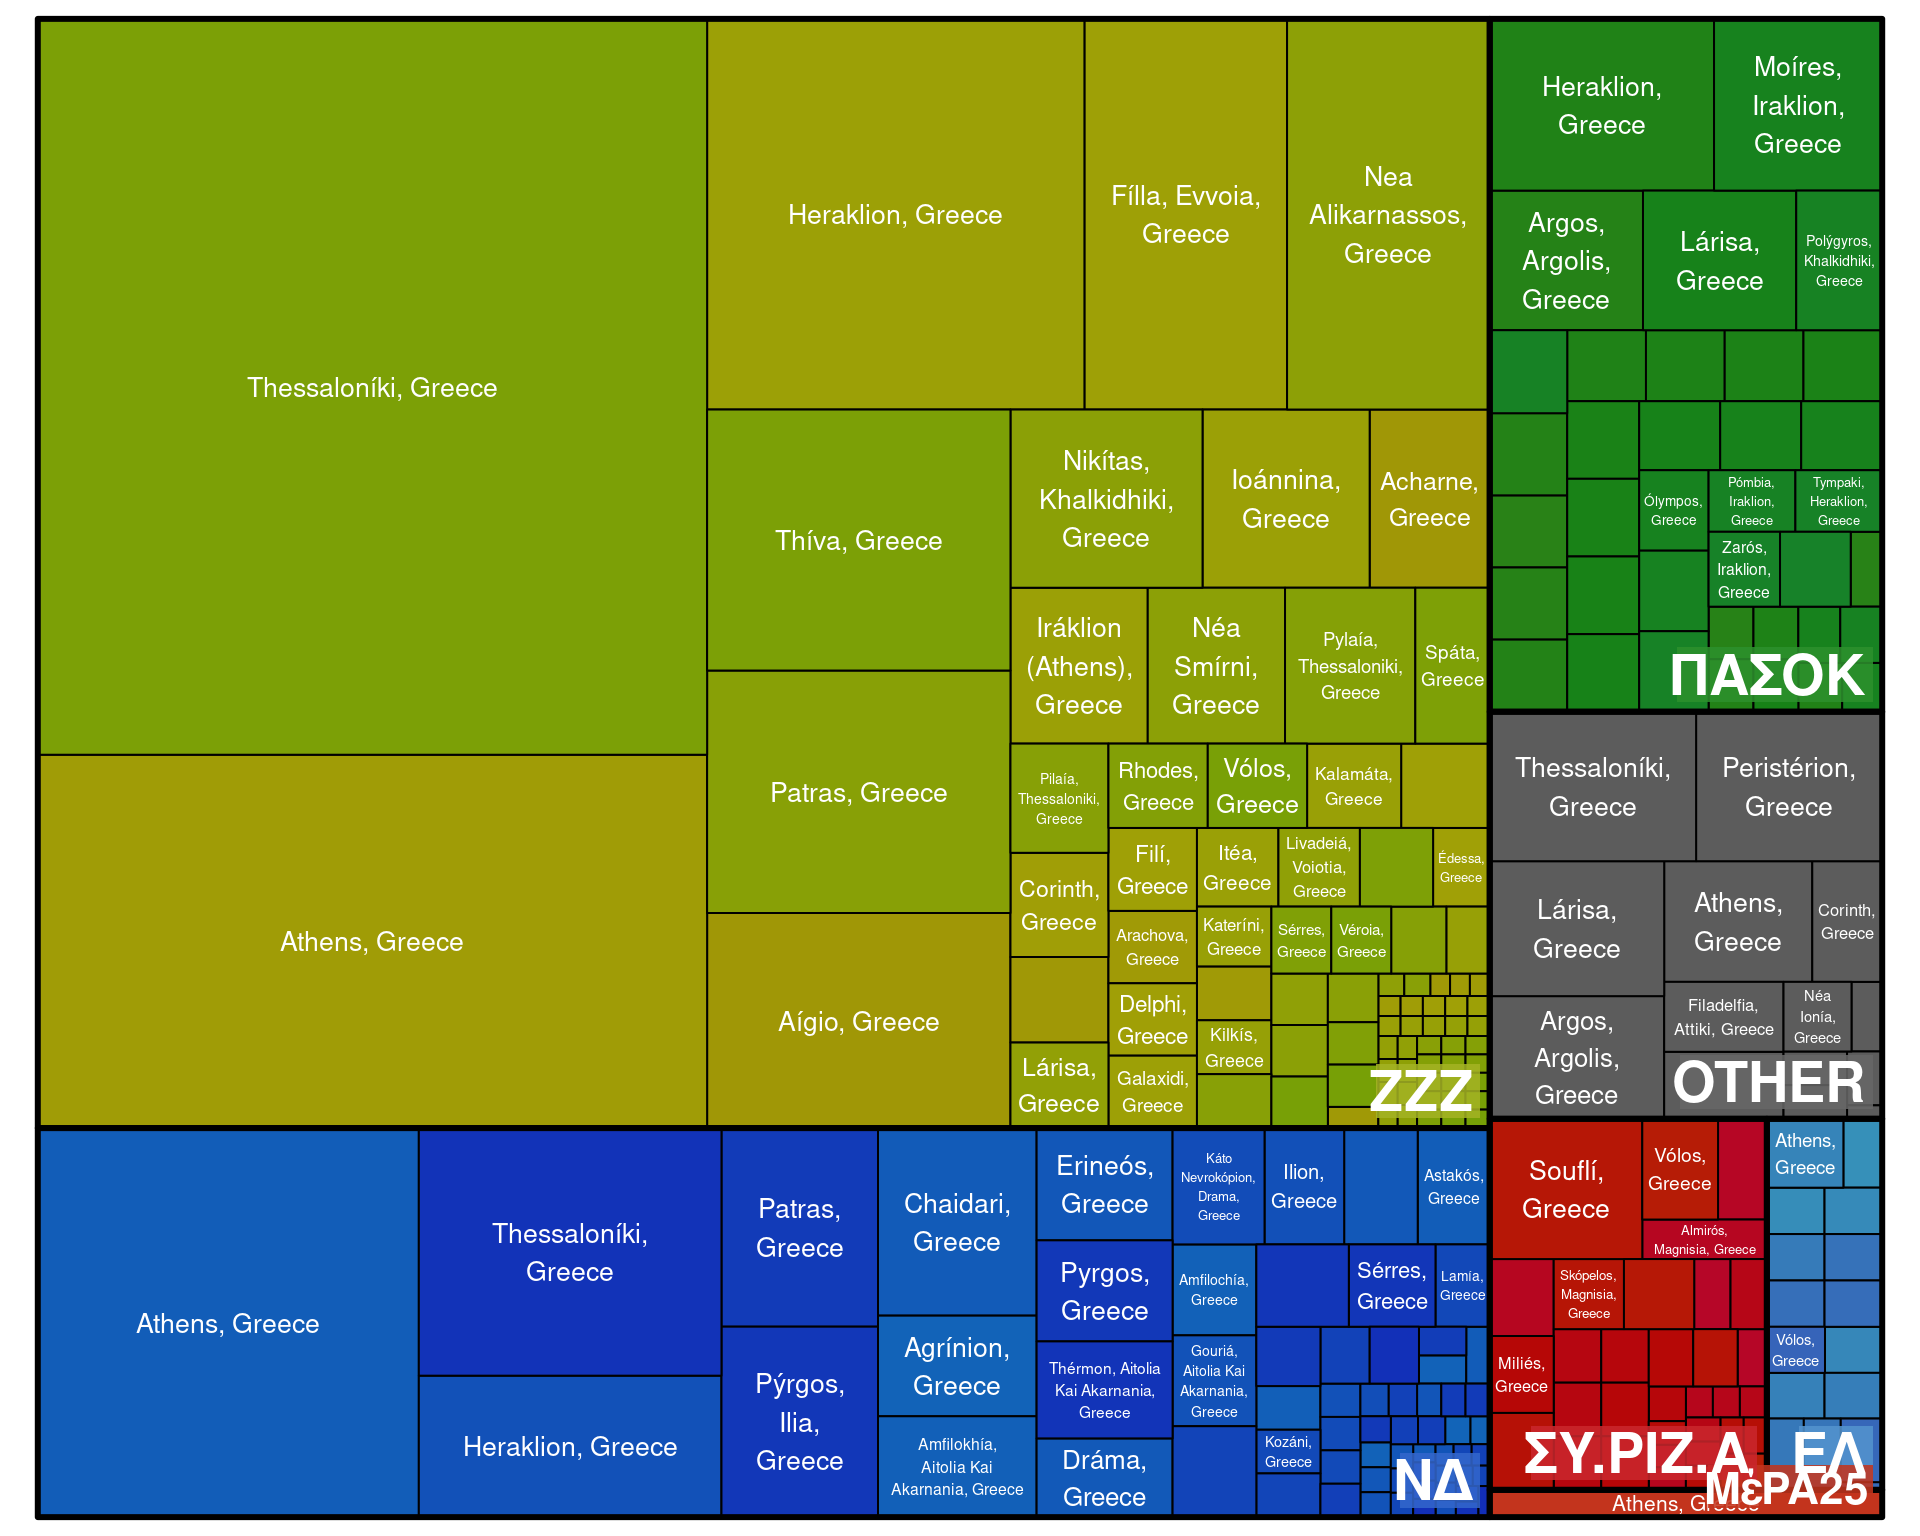 Thessaloníki, Greece
Athens, Greece
Heraklion, Greece
Fílla, Evvoia,
Greece
Nea
Alikarnassos,
Greece
Thíva, Greece
Patras, Greece
Aígio, Greece
Nikítas,
Khalkidhiki,
Greece
Ioánnina,
Greece
Acharne,
Greece
Iráklion
(Athens),
Greece
Néa
Smírni,
Greece
Pylaía,
Thessaloniki,
Greece
Spáta,
Greece
Pilaía,
Thessaloniki,
Greece
Rhodes,
Greece
Vólos,
Greece
Kalamáta,
Greece
Corinth,
Greece
Filí,
Greece
Itéa,
Greece
Livadeiá,
Voiotia,
Greece
Édessa,
Greece
Arachova,
Greece
Kateríni,
Greece
Sérres,
Greece
Véroia,
Greece
Delphi,
Greece
Kilkís,
Greece
Lárisa,
Greece
Galaxidi,
Greece
ZZZ
Heraklion,
Greece
Moíres,
Iraklion,
Greece
Argos,
Argolis,
Greece
Lárisa,
Greece
Polýgyros,
Khalkidhiki,
Greece
Ólympos,
Greece
Pómbia,
Iraklion,
Greece
Tympaki,
Heraklion,
Greece
Zarós,
Iraklion,
Greece
ΠΑΣΟΚ
Thessaloníki,
Greece
Peristérion,
Greece
Lárisa,
Greece
Athens,
Greece
Corinth,
Greece
Argos,
Argolis,
Greece
Filadelfia,
Attiki, Greece
Néa
Ionía,
Greece
OTHER
Athens, Greece
Thessaloníki,
Greece
Heraklion, Greece
Patras,
Greece
Pýrgos,
Ilia,
Greece
Chaidari,
Greece
Agrínion,
Greece
Amfilokhía,
Aitolia Kai
Akarnania, Greece
Erineós,
Greece
Pyrgos,
Greece
Thérmon, Aitolia
Kai Akarnania,
Greece
Dráma,
Greece
Káto
Nevrokópion,
Drama,
Greece
Ilion,
Greece
Astakós,
Greece
Amfilochía,
Greece
Sérres,
Greece
Lamía,
Greece
Gouriá,
Aitolia Kai
Akarnania,
Greece
Kozáni,
Greece
ΝΔ
Souflí,
Greece
Vólos,
Greece
Almirós,
Magnisia, Greece
Skópelos,
Magnisia,
Greece
Miliés,
Greece
ΣΥ.ΡΙΖ.Α,
Athens,
Greece
Vólos,
Greece
ΕΛ
Athens, Greece
ΜέΡΑ25